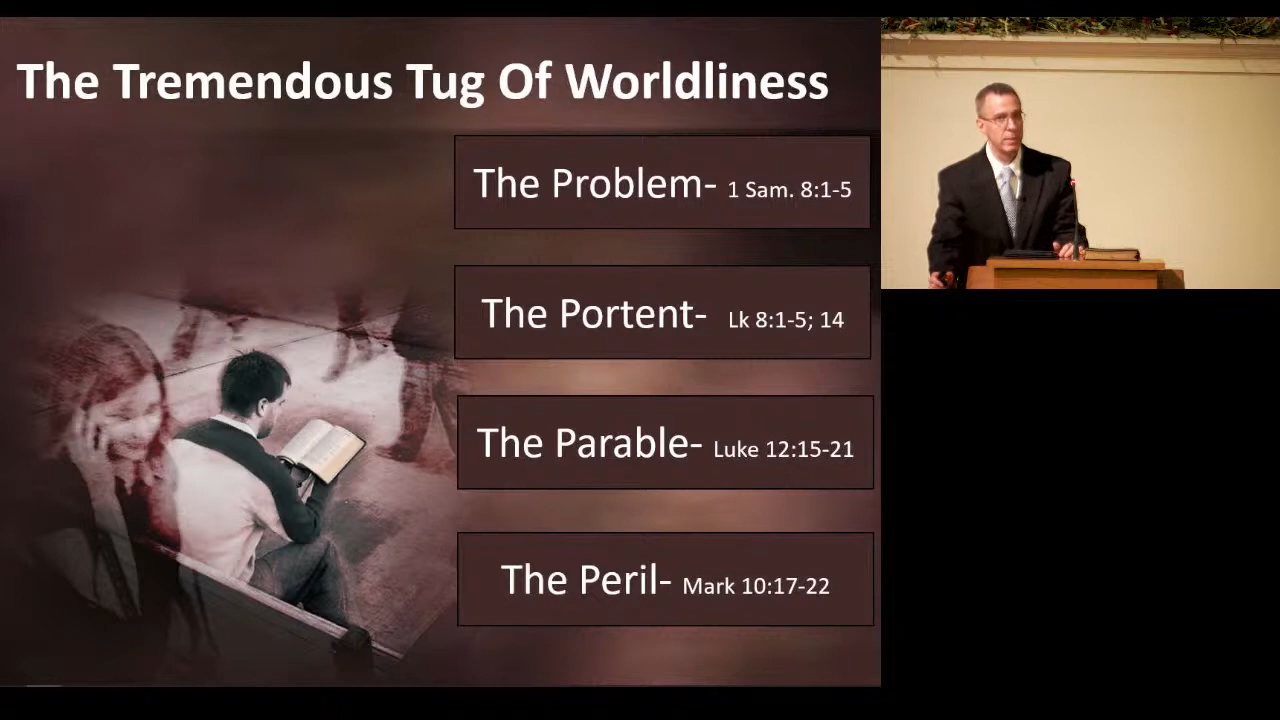 The Tremendous Tug Of Worldliness
The Problem- 1 Sam. 8:1-5
The Portent- Lk 8:1-5; 14
The Parable- Luke 12:15-21
The Peril- Mark 10:17-22